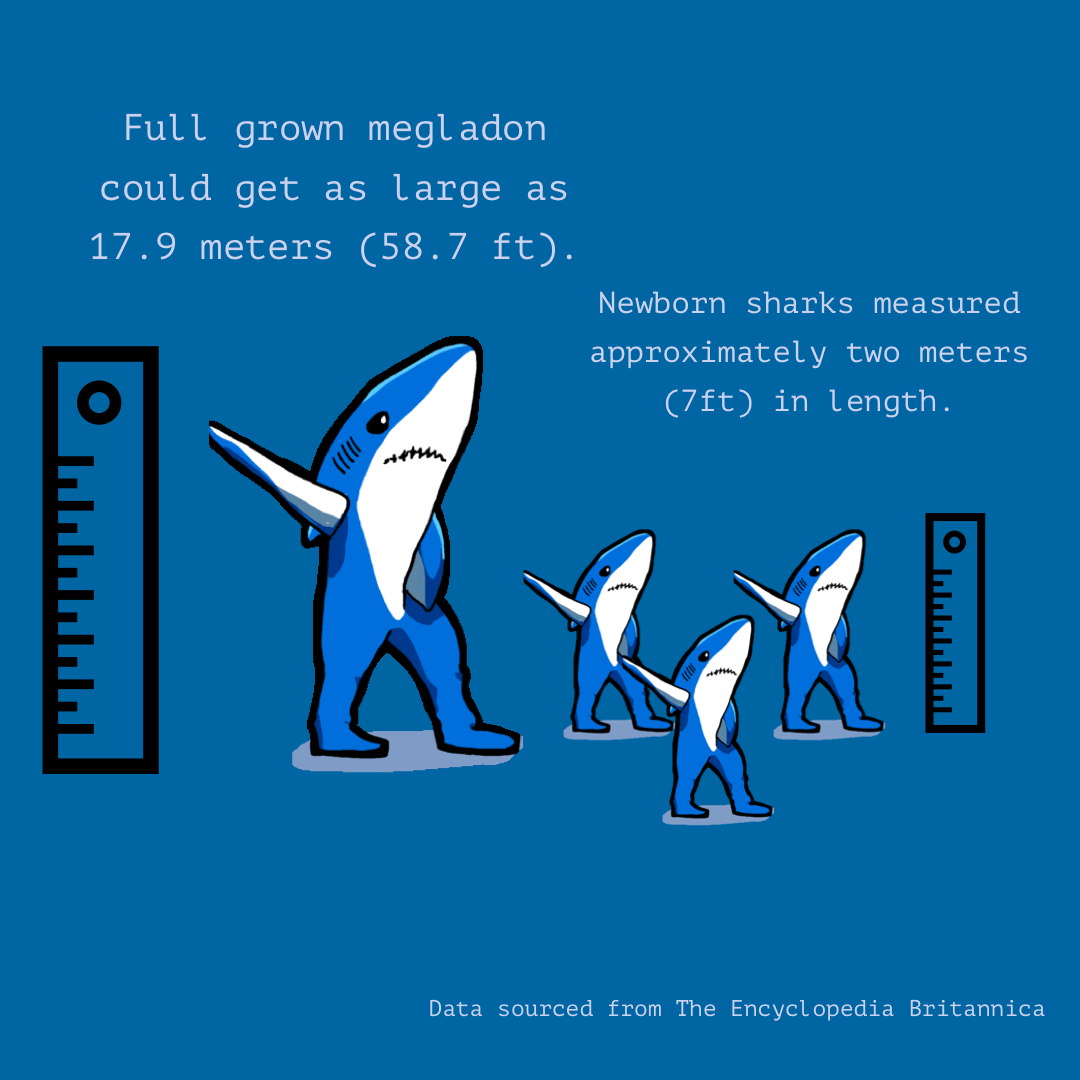 Full grown megladon
could get as large as
17.9 meters (58.7 ft).
Newborn sharks measured
approximately two meters
(7ft) in length.
Data sourced from The Encyclopedia Britannica